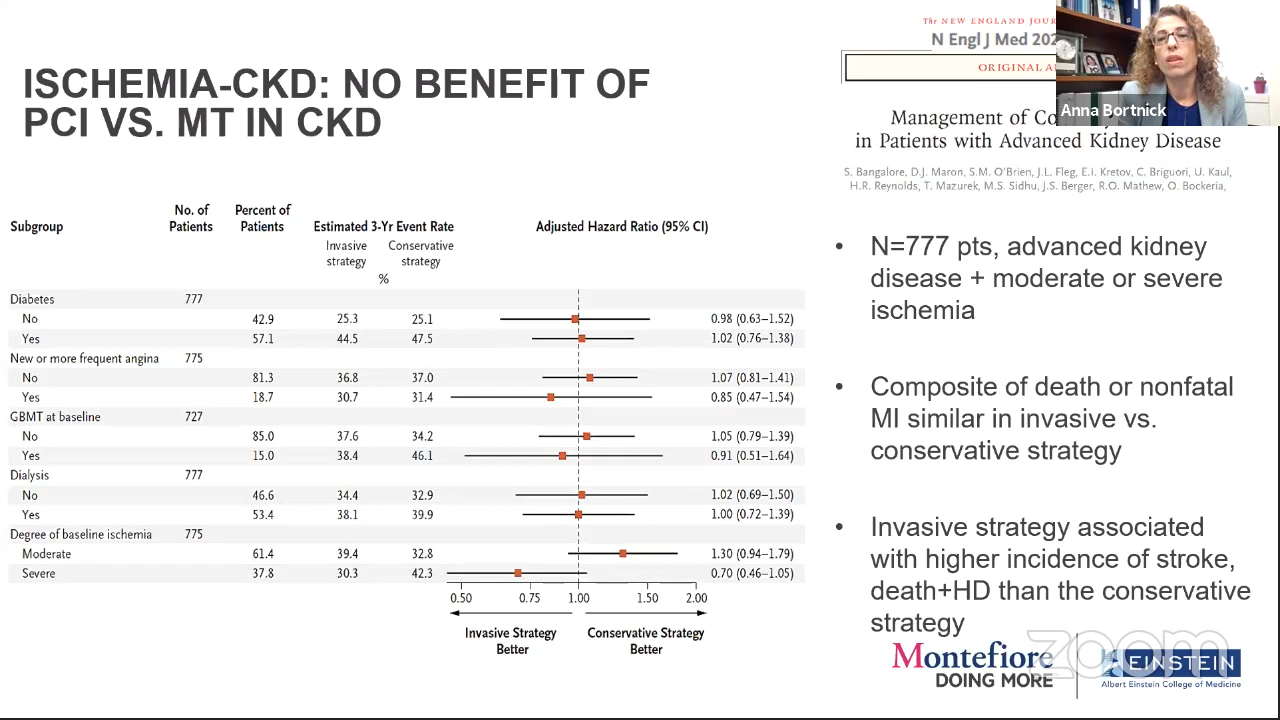 ISCHEMIA-CKD: NO BENEFIT OF
PCI VS. MT IN CKD
The NEW ENGLAND JOUR
N Engl J Med 202
ORIGINAL A
Anna Bortnick
Management of Co
in Patients with Advanced Kidney Disease
S. Bangalore, D.J. Maron, S.M. O'Brien, J.L. Fleg, E.I. Kretov, C. Briguori, U. Kaul,
H.R. Reynolds, T. Mazurek, M.S. Sidhu, J.S. Berger, R.O. Mathew, O. Bockeria,
Subgroup No. of Patients Percent of Patients Estimated 3-Yr Event Rate Adjusted Hazard Ratio (95% CI)
Invasive strategy Conservative strategy
%
Diabetes 777
No 42.9 25.3 25.1 0.98 (0.63–1.52)
Yes 57.1 44.5 47.5 1.02 (0.76–1.38)
New or more frequent angina 775
No 81.3 36.8 37.0 1.07 (0.81–1.41)
Yes 18.7 30.7 31.4 0.85 (0.47–1.54)
GBMT at baseline 727
No 85.0 37.6 34.2 1.05 (0.79–1.39)
Yes 15.0 38.4 46.1 0.91 (0.51–1.64)
Dialysis 777
No 46.6 34.4 32.9 1.02 (0.69–1.50)
Yes 53.4 38.1 39.9 1.00 (0.72–1.39)
Degree of baseline ischemia 775
Moderate 61.4 39.4 32.8 1.30 (0.94–1.79)
Severe 37.8 30.3 42.3 0.70 (0.46–1.05)
0.50 0.75 1.00 1.50 2.00
Invasive Strategy Better Conservative Strategy Better
• N=777 pts, advanced kidney
disease + moderate or severe
ischemia
• Composite of death or nonfatal
MI similar in invasive vs.
conservative strategy
• Invasive strategy associated
with higher incidence of stroke,
death+HD than the conservative
strategy
zoom
Montefiore
DOING MORE
EINSTEIN
Albert Einstein College of Medicine